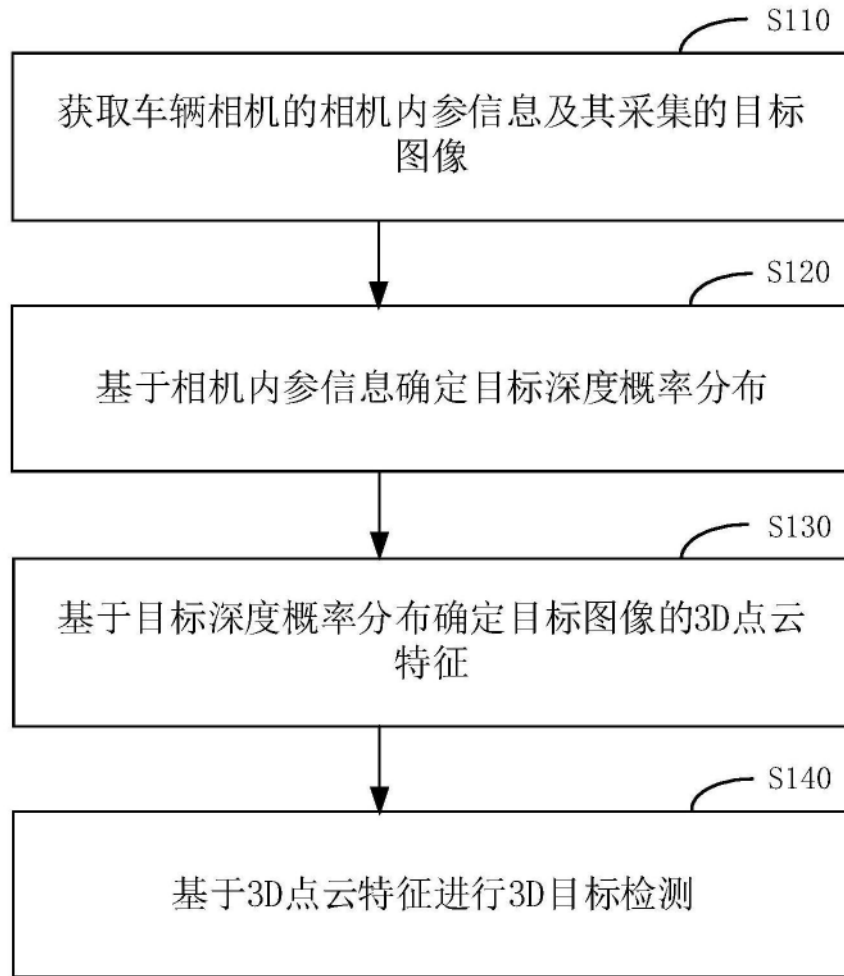 S110
获取车辆相机的相机内参信息及其采集的目标
图像
S120
基于相机内参信息确定目标深度概率分布
S130
基于目标深度概率分布确定目标图像的3D点云
特征
S140
基于3D点云特征进行3D目标检测